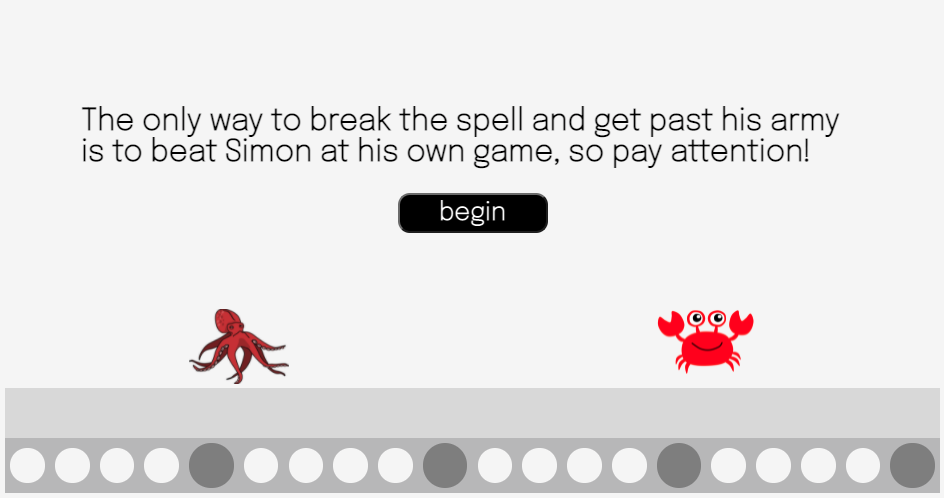 The only way to break the spell and get past his army
is to beat Simon at his own game, so pay attention!
begin